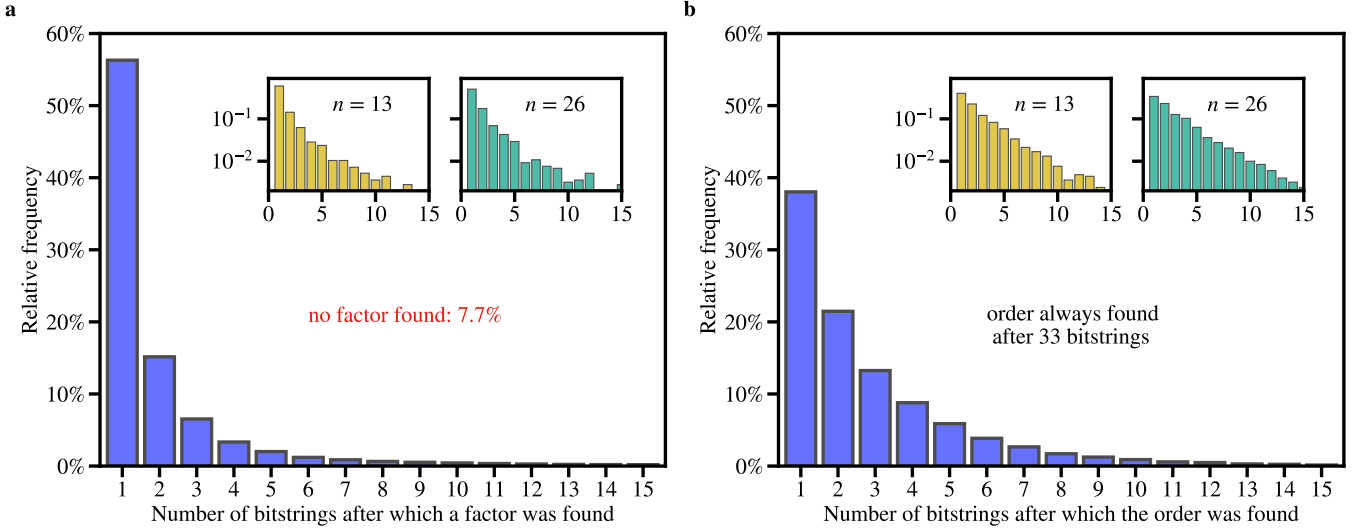 a
60%
50%
40%
30%
20%
10%
0%
Relative frequency
n = 13
10⁻¹
10⁻²
0 5 10 15
n = 26
0 5 10 15
no factor found: 7.7%
1 2 3 4 5 6 7 8 9 10 11 12 13 14 15
Number of bitstrings after which a factor was found
b
60%
50%
40%
30%
20%
10%
0%
Relative frequency
n = 13
10⁻¹
10⁻²
0 5 10 15
n = 26
0 5 10 15
order always found
after 33 bitstrings
1 2 3 4 5 6 7 8 9 10 11 12 13 14 15
Number of bitstrings after which the order was found